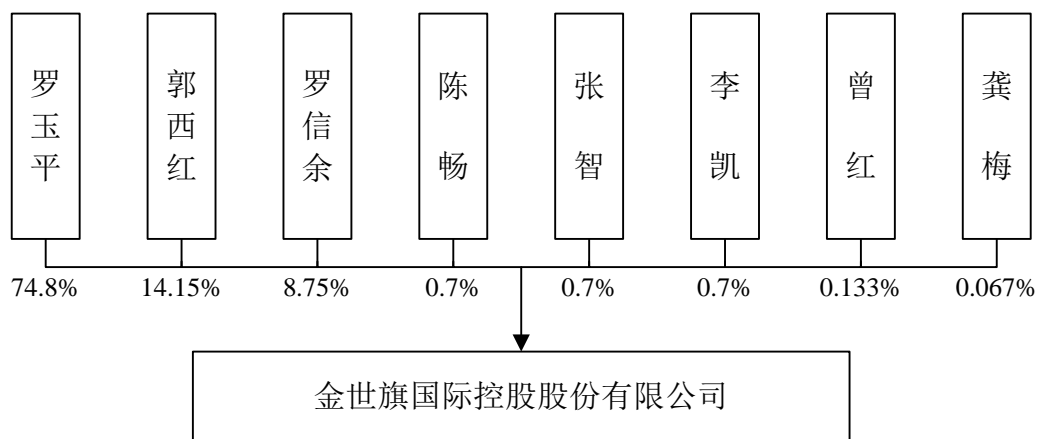 罗玉平
郭西红
罗信余
陈畅
张智
李凯
曾红
龚梅
74.8% 14.15% 8.75% 0.7% 0.7% 0.7% 0.133% 0.067%
金世旗国际控股股份有限公司